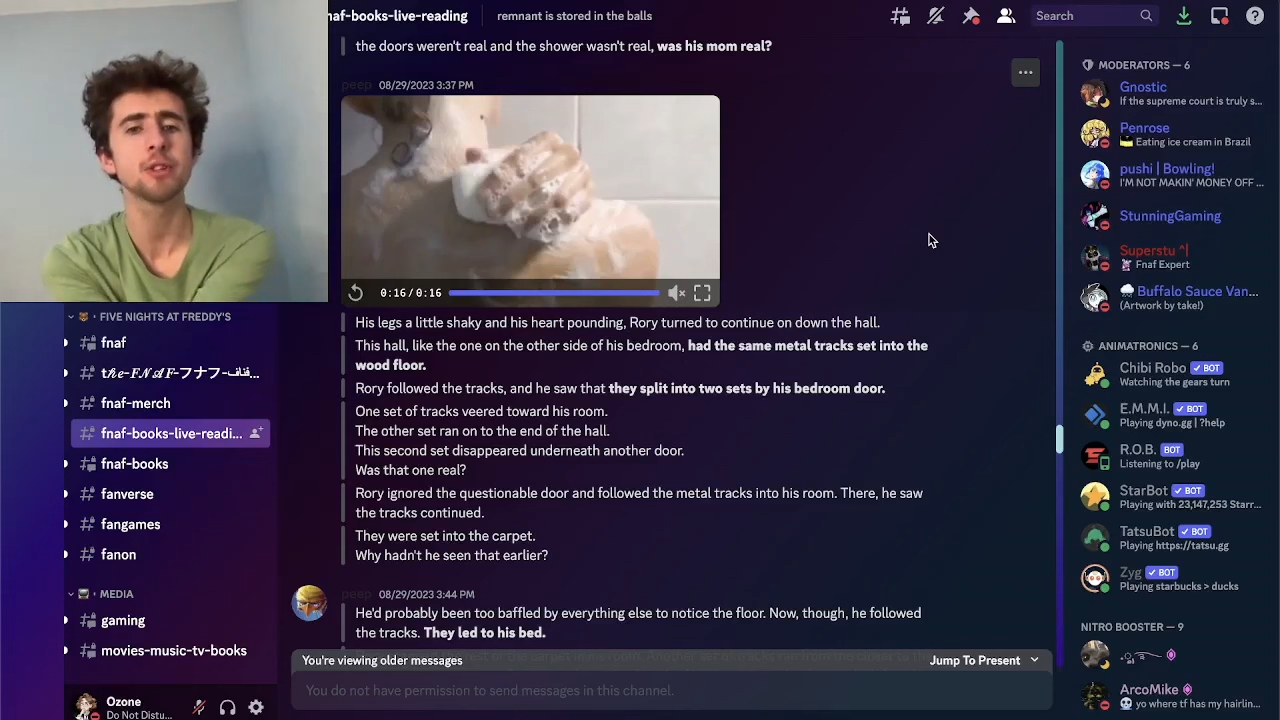 fnaf-books-live-reading
remnant is stored in the balls
Search
the doors weren't real and the shower wasn't real, was his mom real?
peep 08/29/2023 3:37 PM
0:16/0:16
His legs a little shaky and his heart pounding, Rory turned to continue on down the hall.
This hall, like the one on the other side of his bedroom, had the same metal tracks set into the
wood floor.
Rory followed the tracks, and he saw that they split into two sets by his bedroom door.
One set of tracks veered toward his room.
The other set ran on to the end of the hall.
This second set disappeared underneath another door.
Was that one real?
Rory ignored the questionable door and followed the metal tracks into his room. There, he saw
the tracks continued.
They were set into the carpet.
Why hadn't he seen that earlier?
peep 08/29/2023 3:44 PM
He'd probably been too baffled by everything else to notice the floor. Now, though, he followed
the tracks. They led to his bed.
You're viewing older messages
Jump To Present
You do not have permission to send messages in this channel.
FIVE NIGHTS AT FREDDY'S
fnaf
fnaf-merch
fnaf-books-live-readi...
fnaf-books
fanverse
fangames
fanon
MEDIA
gaming
movies-music-tv-books
Ozone
Do Not Distu...
MODERATORS — 6
Gnostic
If the supreme court is truly s...
Penrose
Eating ice cream in Brazil
pushi | Bowling!
I'M NOT MAKIN' MONEY OFF ...
StunningGaming
Superstu ^|
Fnaf Expert
Buffalo Sauce Van...
(Artwork by take!)
ANIMATRONICS — 6
Chibi Robo BOT
Watching the gears turn
E.M.M.I. BOT
Playing dyno.gg | ?help
R.O.B. BOT
Listening to /play
StarBot BOT
Playing with 23,147,253 Starr...
TatsuBot BOT
Playing https://tatsu.gg
Zyg BOT
Playing starbucks > ducks
NITRO BOOSTER — 9
ArcoMike
yo where tf has my hairlin...